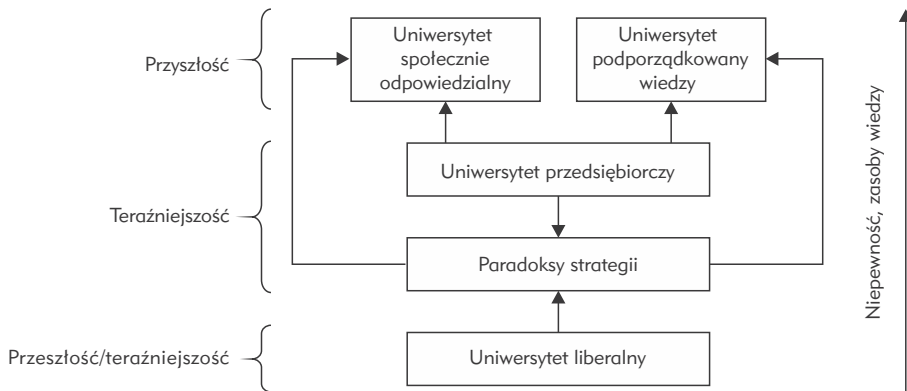 Przyszłość
Uniwersytet
społecznie
odpowiedzialny
Uniwersytet
podporządkowany
wiedzy
Teraźniejszość
Uniwersytet przedsiębiorczy
Paradoksy strategii
Przeszłość/teraźniejszość
Uniwersytet liberalny
Niepewność, zasoby wiedzy